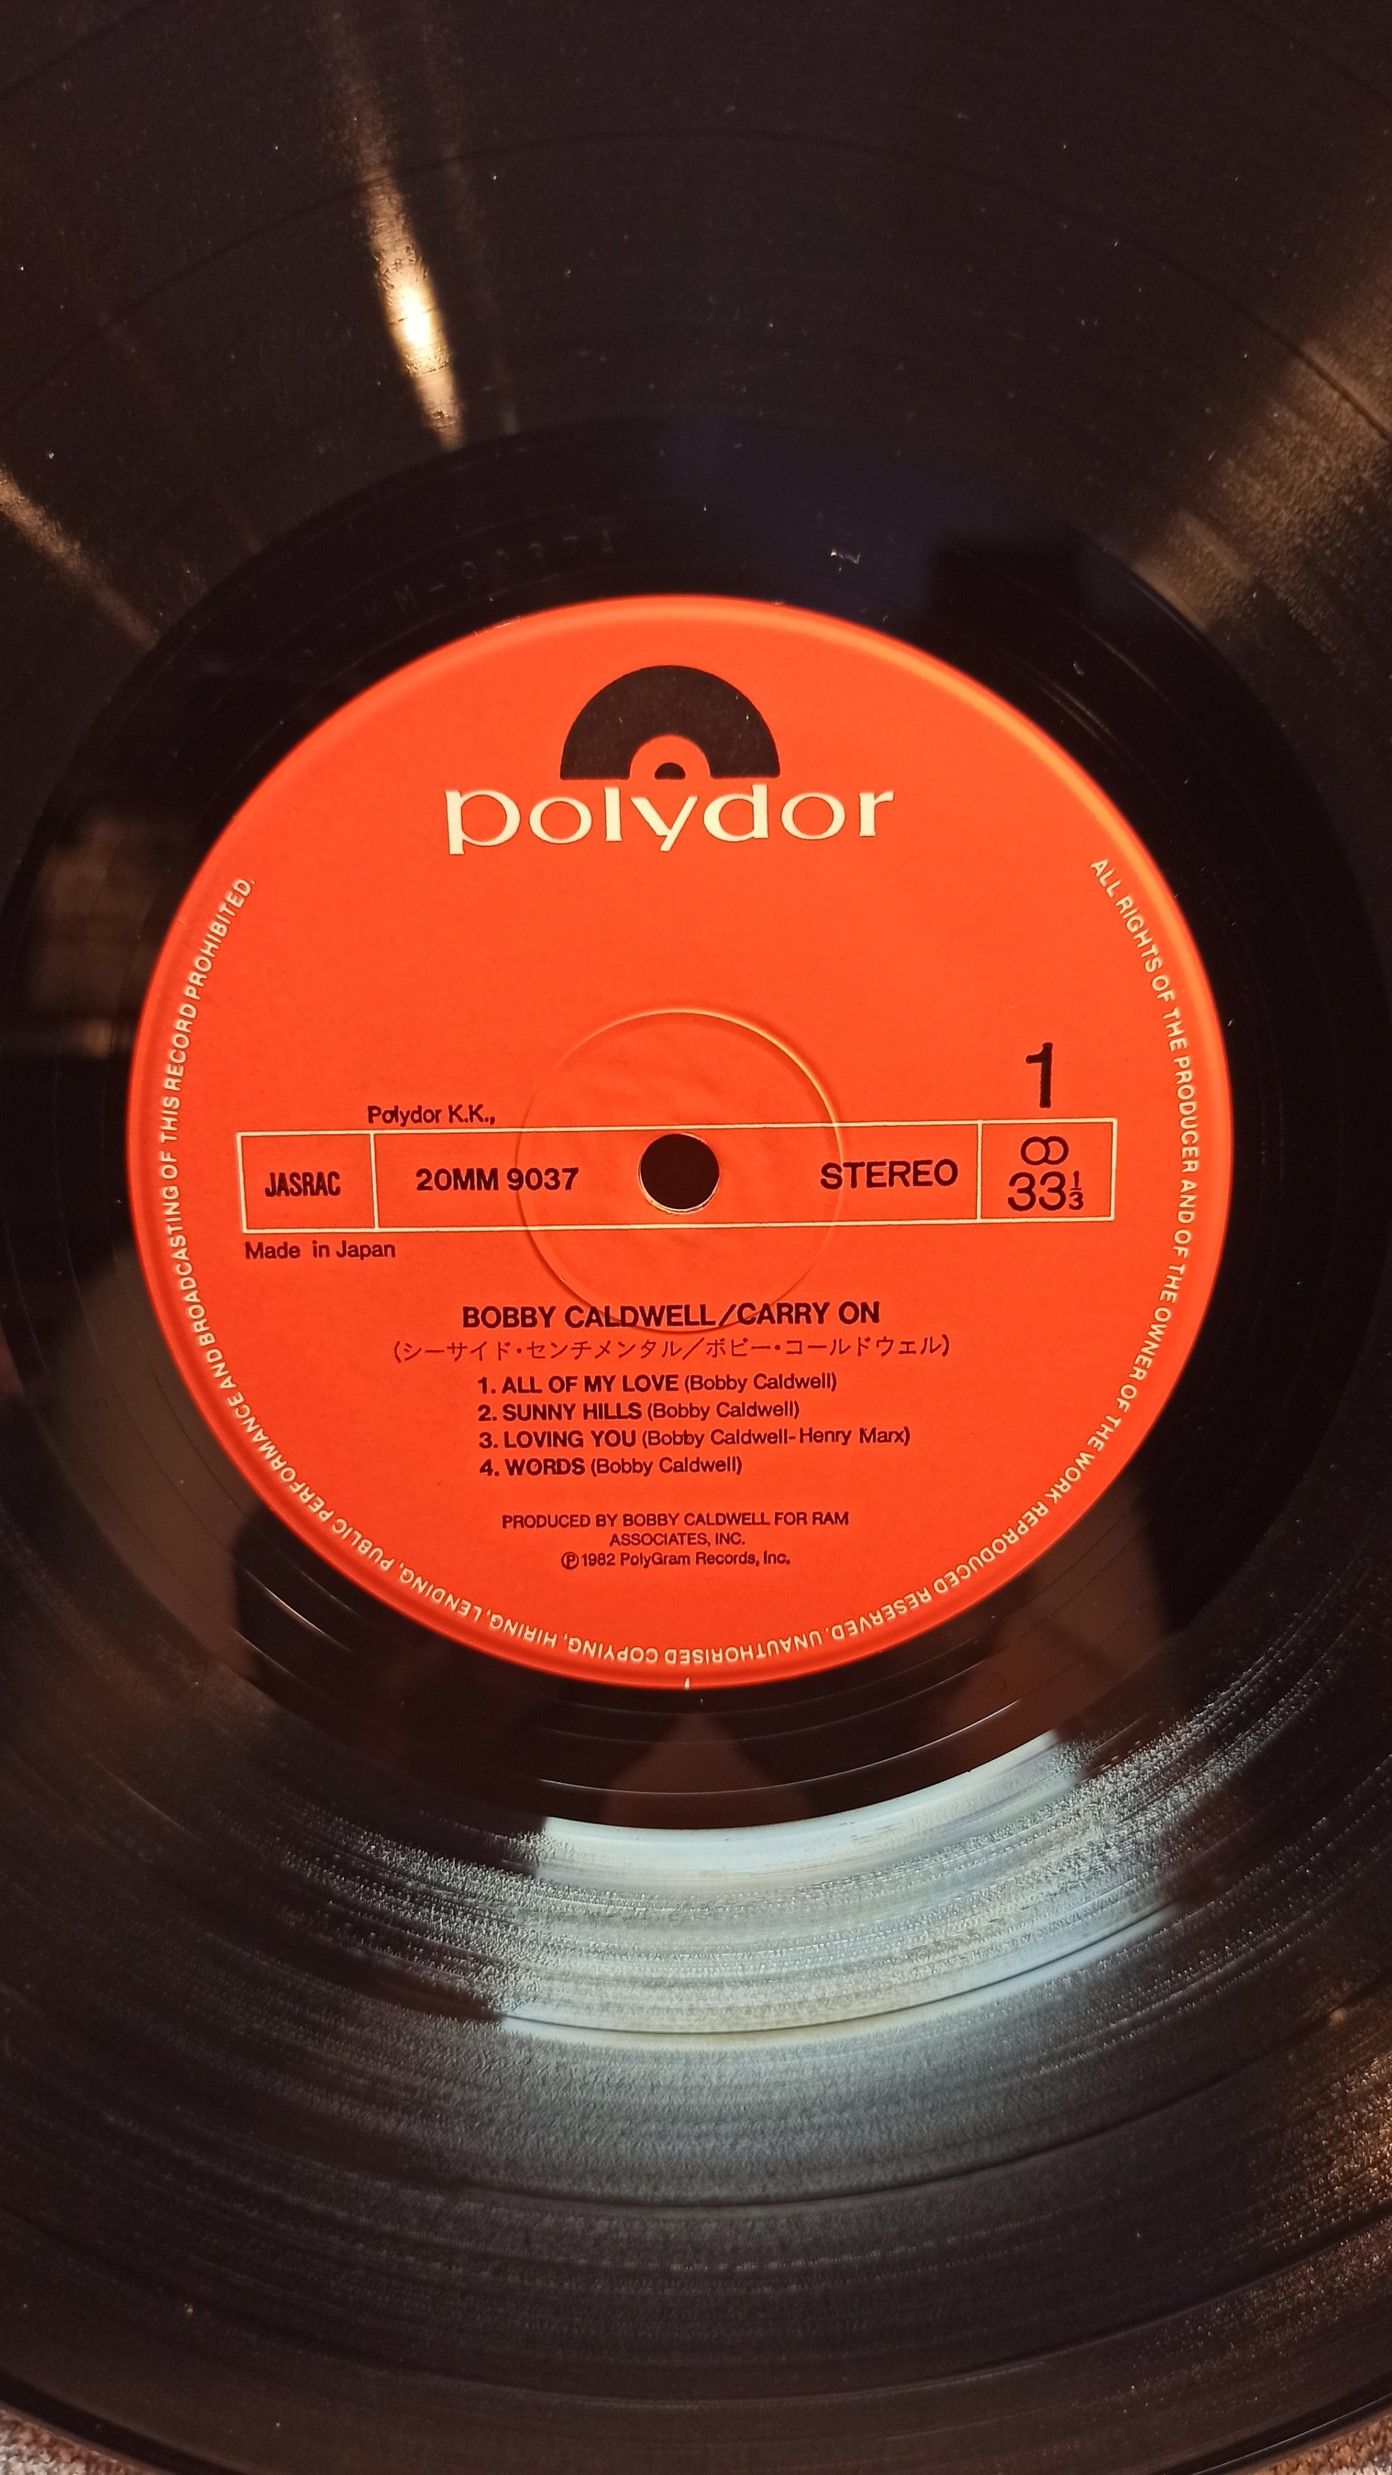 polydor
1
Polydor K.K.,
JASRAC 20MM 9037 STEREO ㏇ 33⅓
Made in Japan
BOBBY CALDWELL/CARRY ON
(シーサイド・センチメンタル/ボビー・コールドウェル)
1. ALL OF MY LOVE (Bobby Caldwell)
2. SUNNY HILLS (Bobby Caldwell)
3. LOVING YOU (Bobby Caldwell-Henry Marx)
4. WORDS (Bobby Caldwell)
PRODUCED BY BOBBY CALDWELL FOR RAM
ASSOCIATES, INC.
℗1982 PolyGram Records, Inc.
ALL RIGHTS OF THE PRODUCER AND OF THE OWNER OF THE WORK REPRODUCED RESERVED. UNAUTHORISED COPYING, HIRING, LENDING, PUBLIC PERFORMANCE AND BROADCASTING OF THIS RECORD PROHIBITED.